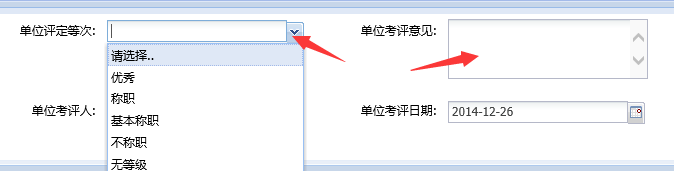 单位评定等次:
单位考评意见:
请选择..
优秀
称职
单位考评人:
单位考评日期:
2014-12-26
基本称职
不称职
无等级